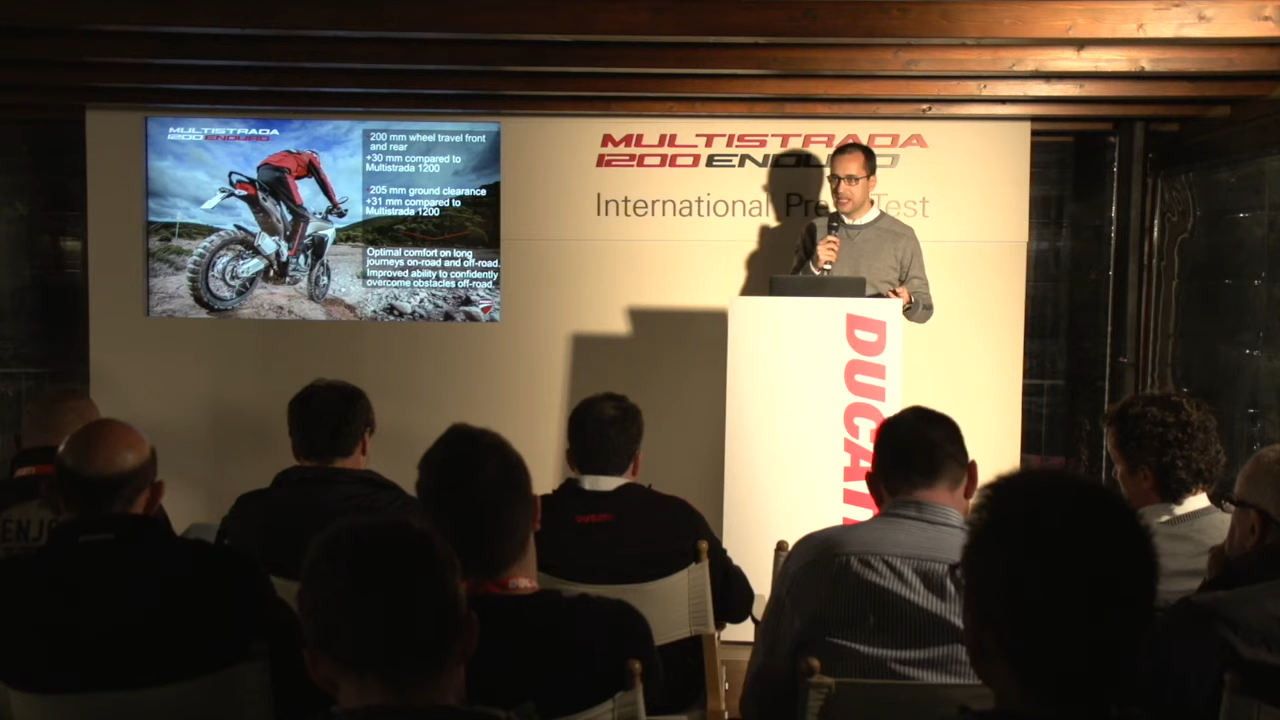 MULTISTRADA
1200 ENDURO
200 mm wheel travel front
and rear
+30 mm compared to
Multistrada 1200
205 mm ground clearance
+31 mm compared to
Multistrada 1200
Optimal comfort on long
journeys on-road and off-road.
Improved ability to confidently
overcome obstacles off-road.
MULTISTRADA
1200 ENDURO
International Press Test
DUCATI
ENJO